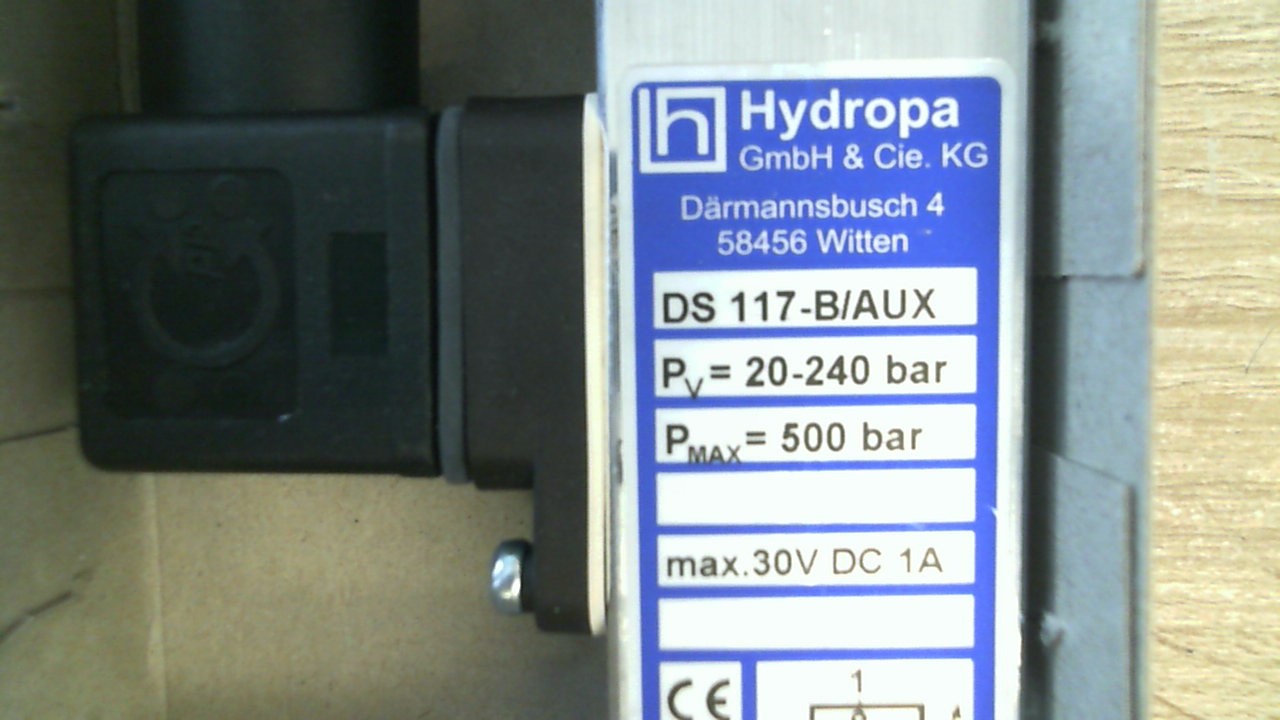 Hydropa
GmbH & Cie. KG
Därmannsbusch 4
58456 Witten
DS 117-B/AUX
PV = 20-240 bar
PMAX = 500 bar
max.30V DC 1A
CE
1